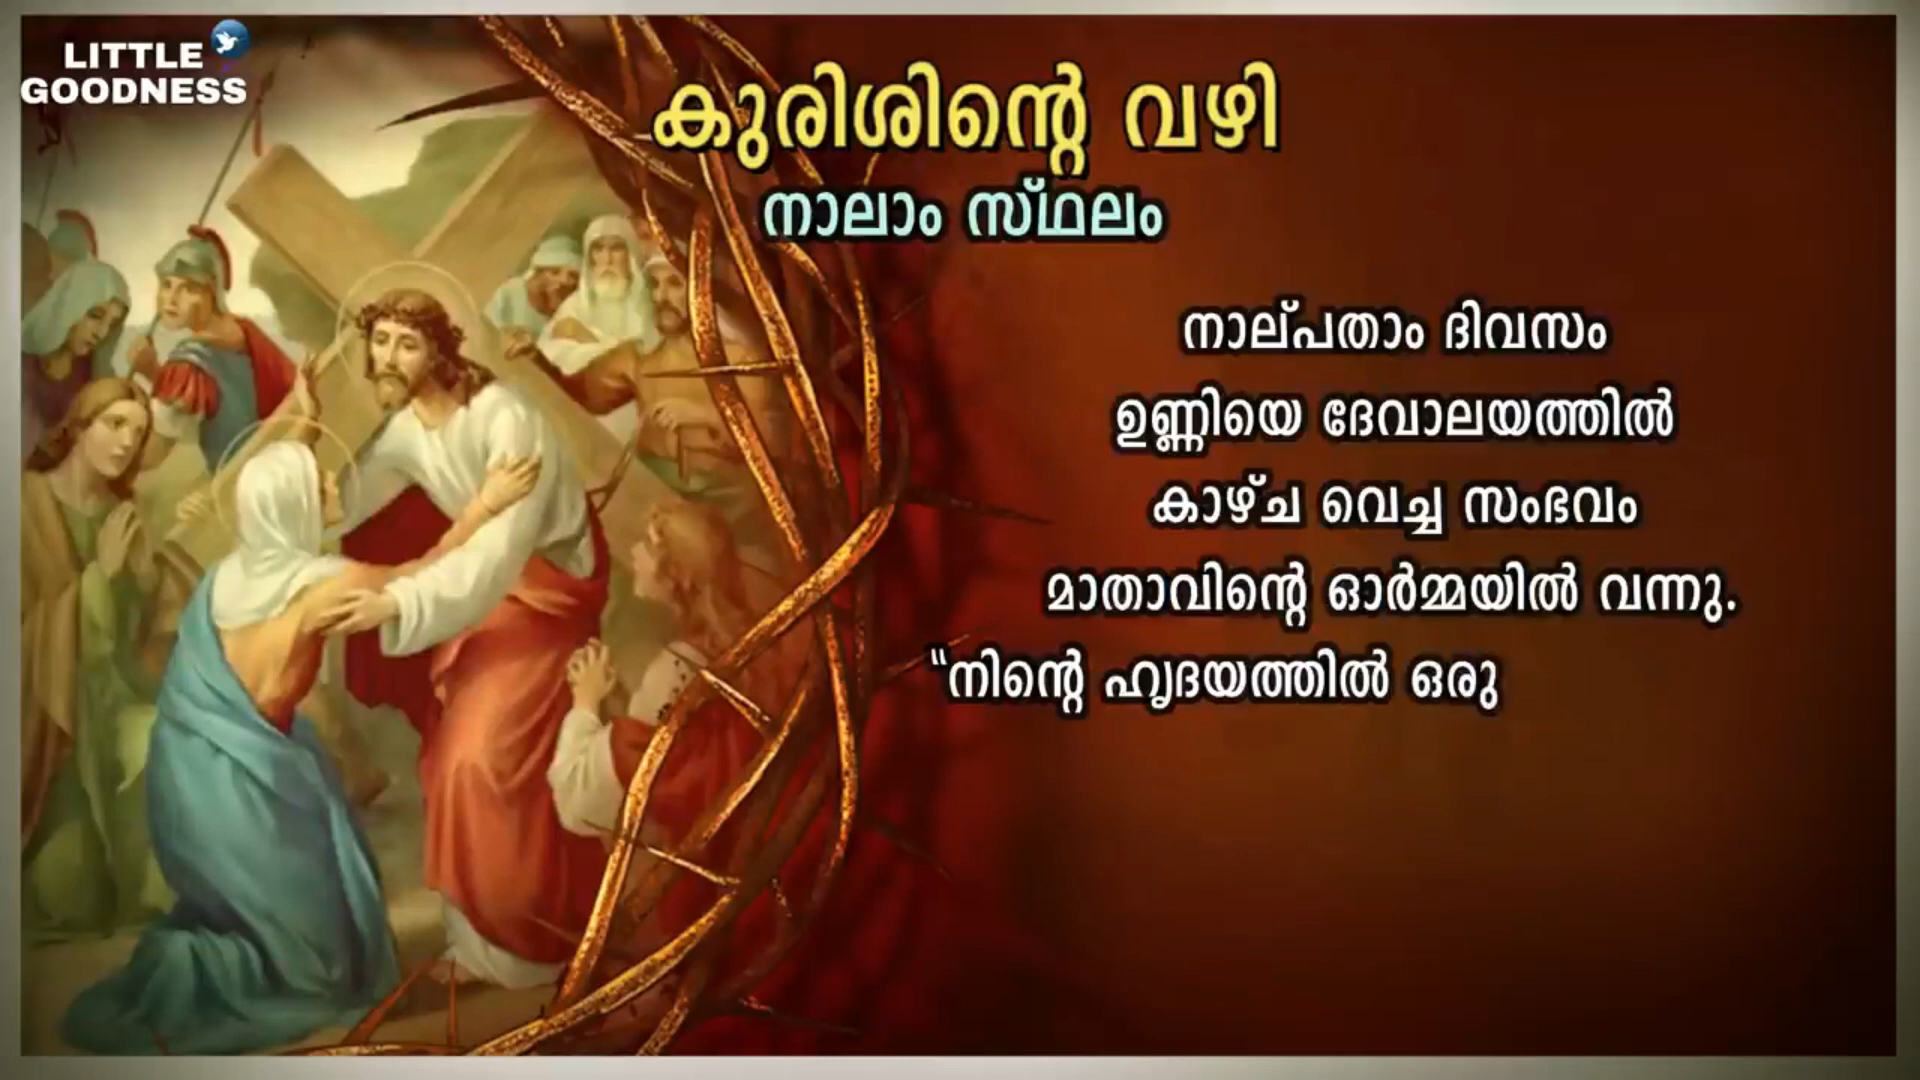 LITTLE
GOODNESS
കുരിശിന്റെ വഴി
നാലാം സ്ഥലം
നാല്പതാം ദിവസം
ഉണ്ണിയെ ദേവാലയത്തിൽ
കാഴ്ച വെച്ച സംഭവം
മാതാവിന്റെ ഓർമ്മയിൽ വന്നു.
“നിന്റെ ഹൃദയത്തിൽ ഒരു